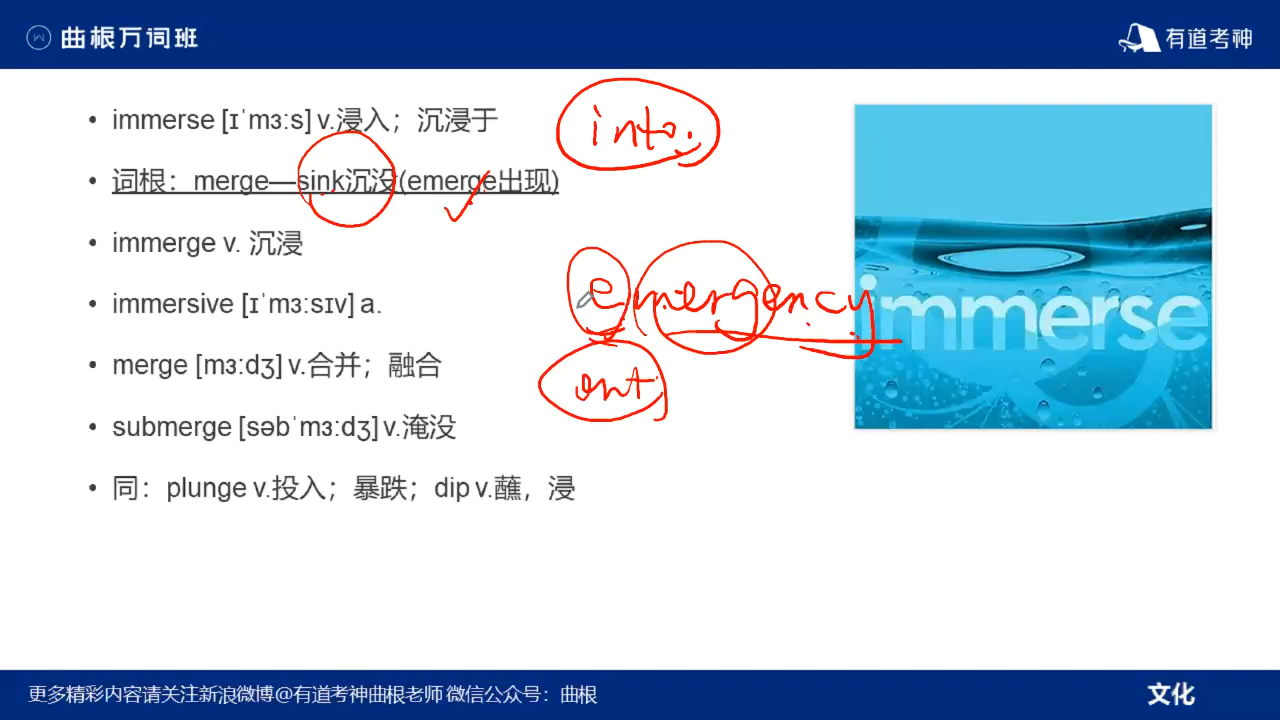 曲根万词班
有道考神
immerse [ɪˈmɜːs] v.浸入；沉浸于
into.
词根：merge—sink沉没(emerge出现)
immerge v. 沉浸
emergency
immersive [ɪˈmɜːsɪv] a.
immerse
merge [mɜːdʒ] v.合并；融合
out
submerge [səbˈmɜːdʒ] v.淹没
同：plunge v.投入；暴跌；dip v.蘸，浸
更多精彩内容请关注新浪微博@有道考神曲根老师 微信公众号：曲根
文化